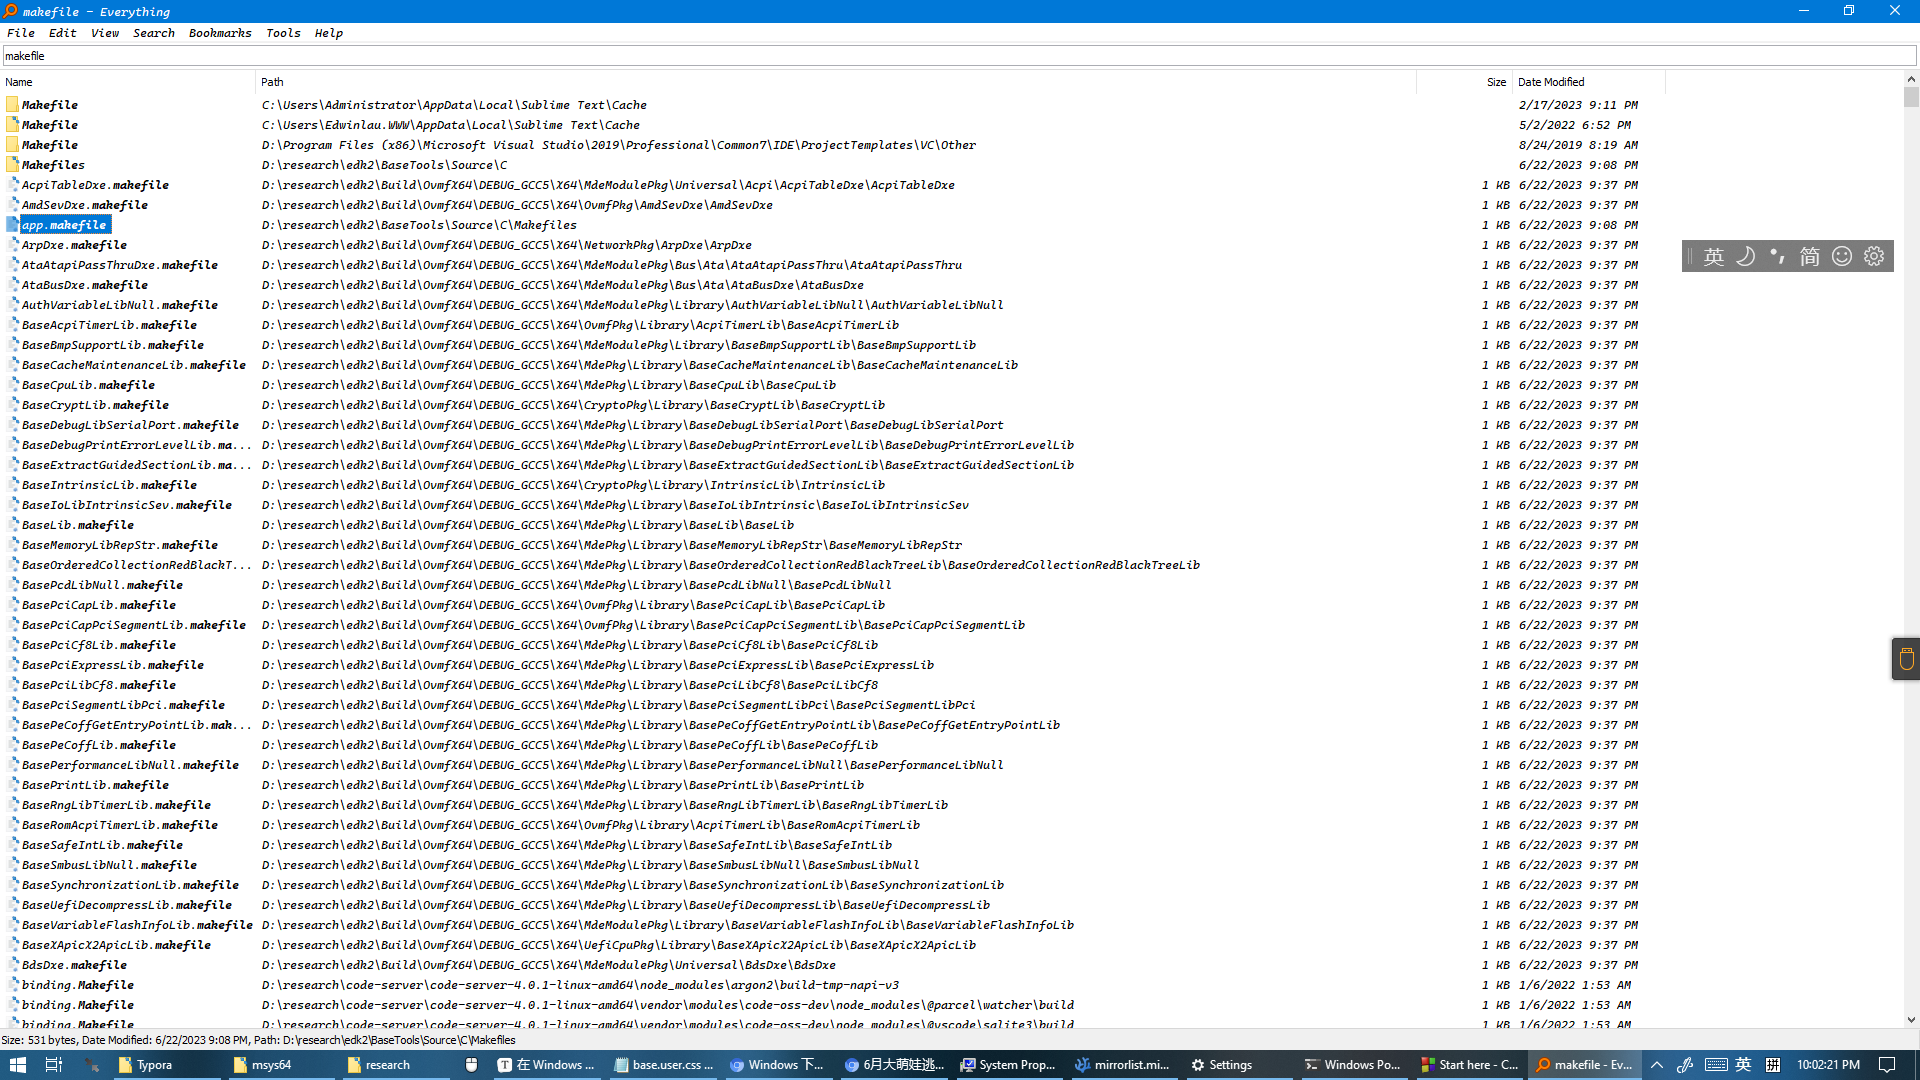 makefile - Everything
File Edit View Search Bookmarks Tools Help
makefile
Name Path Size Date Modified
Makefile C:\Users\Administrator\AppData\Local\Sublime Text\Cache 2/17/2023 9:11 PM
Makefile C:\Users\Edwinlau.WWW\AppData\Local\Sublime Text\Cache 5/2/2022 6:52 PM
Makefile D:\Program Files (x86)\Microsoft Visual Studio\2019\Professional\Common7\IDE\ProjectTemplates\VC\Other 8/24/2019 8:19 AM
Makefiles D:\research\edk2\BaseTools\Source\C 6/22/2023 9:08 PM
AcpiTableDxe.makefile D:\research\edk2\Build\OvmfX64\DEBUG_GCC5\X64\MdeModulePkg\Universal\Acpi\AcpiTableDxe\AcpiTableDxe 1 KB 6/22/2023 9:37 PM
AmdSevDxe.makefile D:\research\edk2\Build\OvmfX64\DEBUG_GCC5\X64\OvmfPkg\AmdSevDxe\AmdSevDxe 1 KB 6/22/2023 9:37 PM
app.makefile D:\research\edk2\BaseTools\Source\C\Makefiles 1 KB 6/22/2023 9:08 PM
ArpDxe.makefile D:\research\edk2\Build\OvmfX64\DEBUG_GCC5\X64\NetworkPkg\ArpDxe\ArpDxe 1 KB 6/22/2023 9:37 PM
英 简
AtaAtapiPassThruDxe.makefile D:\research\edk2\Build\OvmfX64\DEBUG_GCC5\X64\MdeModulePkg\Bus\Ata\AtaAtapiPassThru\AtaAtapiPassThru 1 KB 6/22/2023 9:37 PM
AtaBusDxe.makefile D:\research\edk2\Build\OvmfX64\DEBUG_GCC5\X64\MdeModulePkg\Bus\Ata\AtaBusDxe\AtaBusDxe 1 KB 6/22/2023 9:37 PM
AuthVariableLibNull.makefile D:\research\edk2\Build\OvmfX64\DEBUG_GCC5\X64\MdeModulePkg\Library\AuthVariableLibNull\AuthVariableLibNull 1 KB 6/22/2023 9:37 PM
BaseAcpiTimerLib.makefile D:\research\edk2\Build\OvmfX64\DEBUG_GCC5\X64\OvmfPkg\Library\AcpiTimerLib\BaseAcpiTimerLib 1 KB 6/22/2023 9:37 PM
BaseBmpSupportLib.makefile D:\research\edk2\Build\OvmfX64\DEBUG_GCC5\X64\MdeModulePkg\Library\BaseBmpSupportLib\BaseBmpSupportLib 1 KB 6/22/2023 9:37 PM
BaseCacheMaintenanceLib.makefile D:\research\edk2\Build\OvmfX64\DEBUG_GCC5\X64\MdePkg\Library\BaseCacheMaintenanceLib\BaseCacheMaintenanceLib 1 KB 6/22/2023 9:37 PM
BaseCpuLib.makefile D:\research\edk2\Build\OvmfX64\DEBUG_GCC5\X64\MdePkg\Library\BaseCpuLib\BaseCpuLib 1 KB 6/22/2023 9:37 PM
BaseCryptLib.makefile D:\research\edk2\Build\OvmfX64\DEBUG_GCC5\X64\CryptoPkg\Library\BaseCryptLib\BaseCryptLib 1 KB 6/22/2023 9:37 PM
BaseDebugLibSerialPort.makefile D:\research\edk2\Build\OvmfX64\DEBUG_GCC5\X64\MdePkg\Library\BaseDebugLibSerialPort\BaseDebugLibSerialPort 1 KB 6/22/2023 9:37 PM
BaseDebugPrintErrorLevelLib.ma... D:\research\edk2\Build\OvmfX64\DEBUG_GCC5\X64\MdePkg\Library\BaseDebugPrintErrorLevelLib\BaseDebugPrintErrorLevelLib 1 KB 6/22/2023 9:37 PM
BaseExtractGuidedSectionLib.ma... D:\research\edk2\Build\OvmfX64\DEBUG_GCC5\X64\MdePkg\Library\BaseExtractGuidedSectionLib\BaseExtractGuidedSectionLib 1 KB 6/22/2023 9:37 PM
BaseIntrinsicLib.makefile D:\research\edk2\Build\OvmfX64\DEBUG_GCC5\X64\CryptoPkg\Library\IntrinsicLib\IntrinsicLib 1 KB 6/22/2023 9:37 PM
BaseIoLibIntrinsicSev.makefile D:\research\edk2\Build\OvmfX64\DEBUG_GCC5\X64\MdePkg\Library\BaseIoLibIntrinsic\BaseIoLibIntrinsicSev 1 KB 6/22/2023 9:37 PM
BaseLib.makefile D:\research\edk2\Build\OvmfX64\DEBUG_GCC5\X64\MdePkg\Library\BaseLib\BaseLib 1 KB 6/22/2023 9:37 PM
BaseMemoryLibRepStr.makefile D:\research\edk2\Build\OvmfX64\DEBUG_GCC5\X64\MdePkg\Library\BaseMemoryLibRepStr\BaseMemoryLibRepStr 1 KB 6/22/2023 9:37 PM
BaseOrderedCollectionRedBlackT... D:\research\edk2\Build\OvmfX64\DEBUG_GCC5\X64\MdePkg\Library\BaseOrderedCollectionRedBlackTreeLib\BaseOrderedCollectionRedBlackTreeLib 1 KB 6/22/2023 9:37 PM
BasePcdLibNull.makefile D:\research\edk2\Build\OvmfX64\DEBUG_GCC5\X64\MdePkg\Library\BasePcdLibNull\BasePcdLibNull 1 KB 6/22/2023 9:37 PM
BasePciCapLib.makefile D:\research\edk2\Build\OvmfX64\DEBUG_GCC5\X64\OvmfPkg\Library\BasePciCapLib\BasePciCapLib 1 KB 6/22/2023 9:37 PM
BasePciCapPciSegmentLib.makefile D:\research\edk2\Build\OvmfX64\DEBUG_GCC5\X64\OvmfPkg\Library\BasePciCapPciSegmentLib\BasePciCapPciSegmentLib 1 KB 6/22/2023 9:37 PM
BasePciCf8Lib.makefile D:\research\edk2\Build\OvmfX64\DEBUG_GCC5\X64\MdePkg\Library\BasePciCf8Lib\BasePciCf8Lib 1 KB 6/22/2023 9:37 PM
BasePciExpressLib.makefile D:\research\edk2\Build\OvmfX64\DEBUG_GCC5\X64\MdePkg\Library\BasePciExpressLib\BasePciExpressLib 1 KB 6/22/2023 9:37 PM
BasePciLibCf8.makefile D:\research\edk2\Build\OvmfX64\DEBUG_GCC5\X64\MdePkg\Library\BasePciLibCf8\BasePciLibCf8 1 KB 6/22/2023 9:37 PM
BasePciSegmentLibPci.makefile D:\research\edk2\Build\OvmfX64\DEBUG_GCC5\X64\MdePkg\Library\BasePciSegmentLibPci\BasePciSegmentLibPci 1 KB 6/22/2023 9:37 PM
BasePeCoffGetEntryPointLib.mak... D:\research\edk2\Build\OvmfX64\DEBUG_GCC5\X64\MdePkg\Library\BasePeCoffGetEntryPointLib\BasePeCoffGetEntryPointLib 1 KB 6/22/2023 9:37 PM
BasePeCoffLib.makefile D:\research\edk2\Build\OvmfX64\DEBUG_GCC5\X64\MdePkg\Library\BasePeCoffLib\BasePeCoffLib 1 KB 6/22/2023 9:37 PM
BasePerformanceLibNull.makefile D:\research\edk2\Build\OvmfX64\DEBUG_GCC5\X64\MdePkg\Library\BasePerformanceLibNull\BasePerformanceLibNull 1 KB 6/22/2023 9:37 PM
BasePrintLib.makefile D:\research\edk2\Build\OvmfX64\DEBUG_GCC5\X64\MdePkg\Library\BasePrintLib\BasePrintLib 1 KB 6/22/2023 9:37 PM
BaseRngLibTimerLib.makefile D:\research\edk2\Build\OvmfX64\DEBUG_GCC5\X64\MdePkg\Library\BaseRngLibTimerLib\BaseRngLibTimerLib 1 KB 6/22/2023 9:37 PM
BaseRomAcpiTimerLib.makefile D:\research\edk2\Build\OvmfX64\DEBUG_GCC5\X64\OvmfPkg\Library\AcpiTimerLib\BaseRomAcpiTimerLib 1 KB 6/22/2023 9:37 PM
BaseSafeIntLib.makefile D:\research\edk2\Build\OvmfX64\DEBUG_GCC5\X64\MdePkg\Library\BaseSafeIntLib\BaseSafeIntLib 1 KB 6/22/2023 9:37 PM
BaseSmbusLibNull.makefile D:\research\edk2\Build\OvmfX64\DEBUG_GCC5\X64\MdePkg\Library\BaseSmbusLibNull\BaseSmbusLibNull 1 KB 6/22/2023 9:37 PM
BaseSynchronizationLib.makefile D:\research\edk2\Build\OvmfX64\DEBUG_GCC5\X64\MdePkg\Library\BaseSynchronizationLib\BaseSynchronizationLib 1 KB 6/22/2023 9:37 PM
BaseUefiDecompressLib.makefile D:\research\edk2\Build\OvmfX64\DEBUG_GCC5\X64\MdePkg\Library\BaseUefiDecompressLib\BaseUefiDecompressLib 1 KB 6/22/2023 9:37 PM
BaseVariableFlashInfoLib.makefile D:\research\edk2\Build\OvmfX64\DEBUG_GCC5\X64\MdeModulePkg\Library\BaseVariableFlashInfoLib\BaseVariableFlashInfoLib 1 KB 6/22/2023 9:37 PM
BaseXApicX2ApicLib.makefile D:\research\edk2\Build\OvmfX64\DEBUG_GCC5\X64\UefiCpuPkg\Library\BaseXApicX2ApicLib\BaseXApicX2ApicLib 1 KB 6/22/2023 9:37 PM
BdsDxe.makefile D:\research\edk2\Build\OvmfX64\DEBUG_GCC5\X64\MdeModulePkg\Universal\BdsDxe\BdsDxe 1 KB 6/22/2023 9:37 PM
binding.Makefile D:\research\code-server\code-server-4.0.1-linux-amd64\node_modules\argon2\build-tmp-napi-v3 1 KB 1/6/2022 1:53 AM
binding.Makefile D:\research\code-server\code-server-4.0.1-linux-amd64\vendor\modules\code-oss-dev\node_modules\@parcel\watcher\build 1 KB 1/6/2022 1:53 AM
binding.Makefile D:\research\code-server\code-server-4.0.1-linux-amd64\vendor\modules\code-oss-dev\node_modules\@vscode\sqlite3\build 1 KB 1/6/2022 1:53 AM
Size: 531 bytes, Date Modified: 6/22/2023 9:08 PM, Path: D:\research\edk2\BaseTools\Source\C\Makefiles
Typora msys64 research 在 Windows ... base.user.css ... Windows 下... 6月大萌娃逃... System Prope... mirrorlist.mi... Settings Windows Po... Start here - C... makefile - Ev... 英 拼 10:02:21 PM